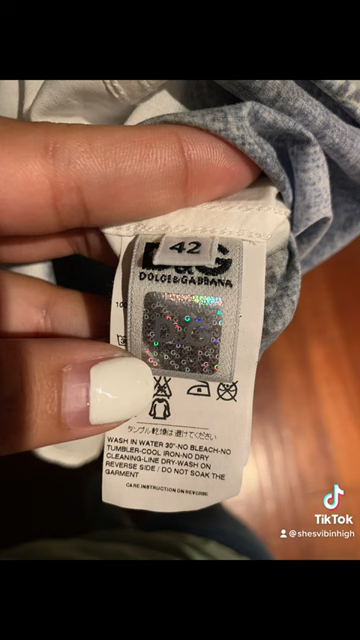 42
D&G
DOLCE&GABBANA
タンブル乾燥は避けてください
WASH IN WATER 30°-NO BLEACH-NO
TUMBLER-COOL IRON-NO DRY
CLEANING-LINE DRY-WASH ON
REVERSE SIDE / DO NOT SOAK THE
GARMENT
CARE INSTRUCTION ON REVERSE
TikTok
@shesvibinhigh